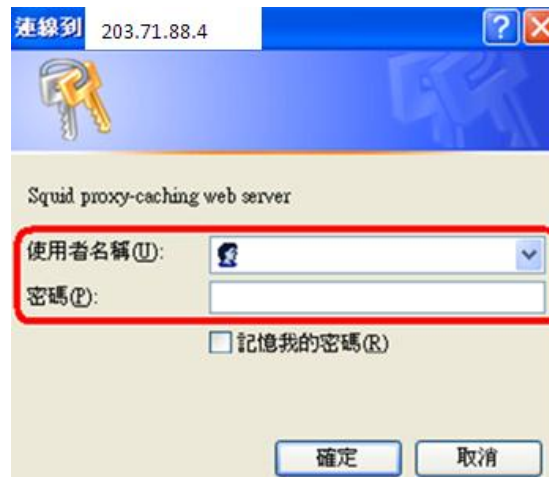 連線到 203.71.88.4
Squid proxy-caching web server
使用者名稱(U):
密碼(P):
記憶我的密碼(R)
確定 取消